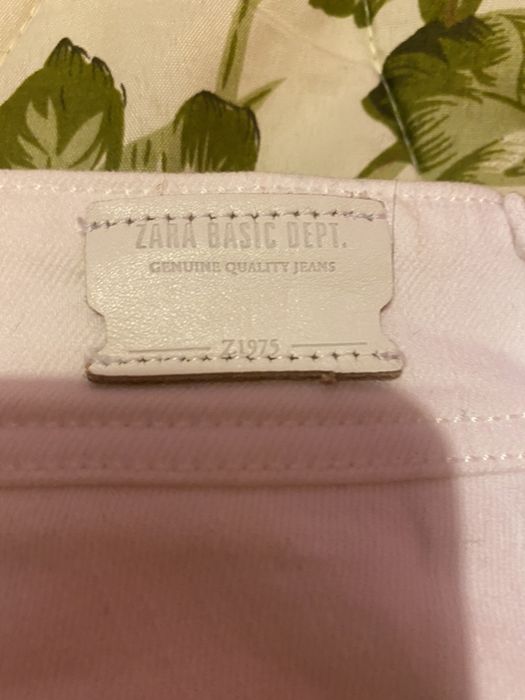 ZARA BASIC DEPT.
GENUINE QUALITY JEANS
Z1975